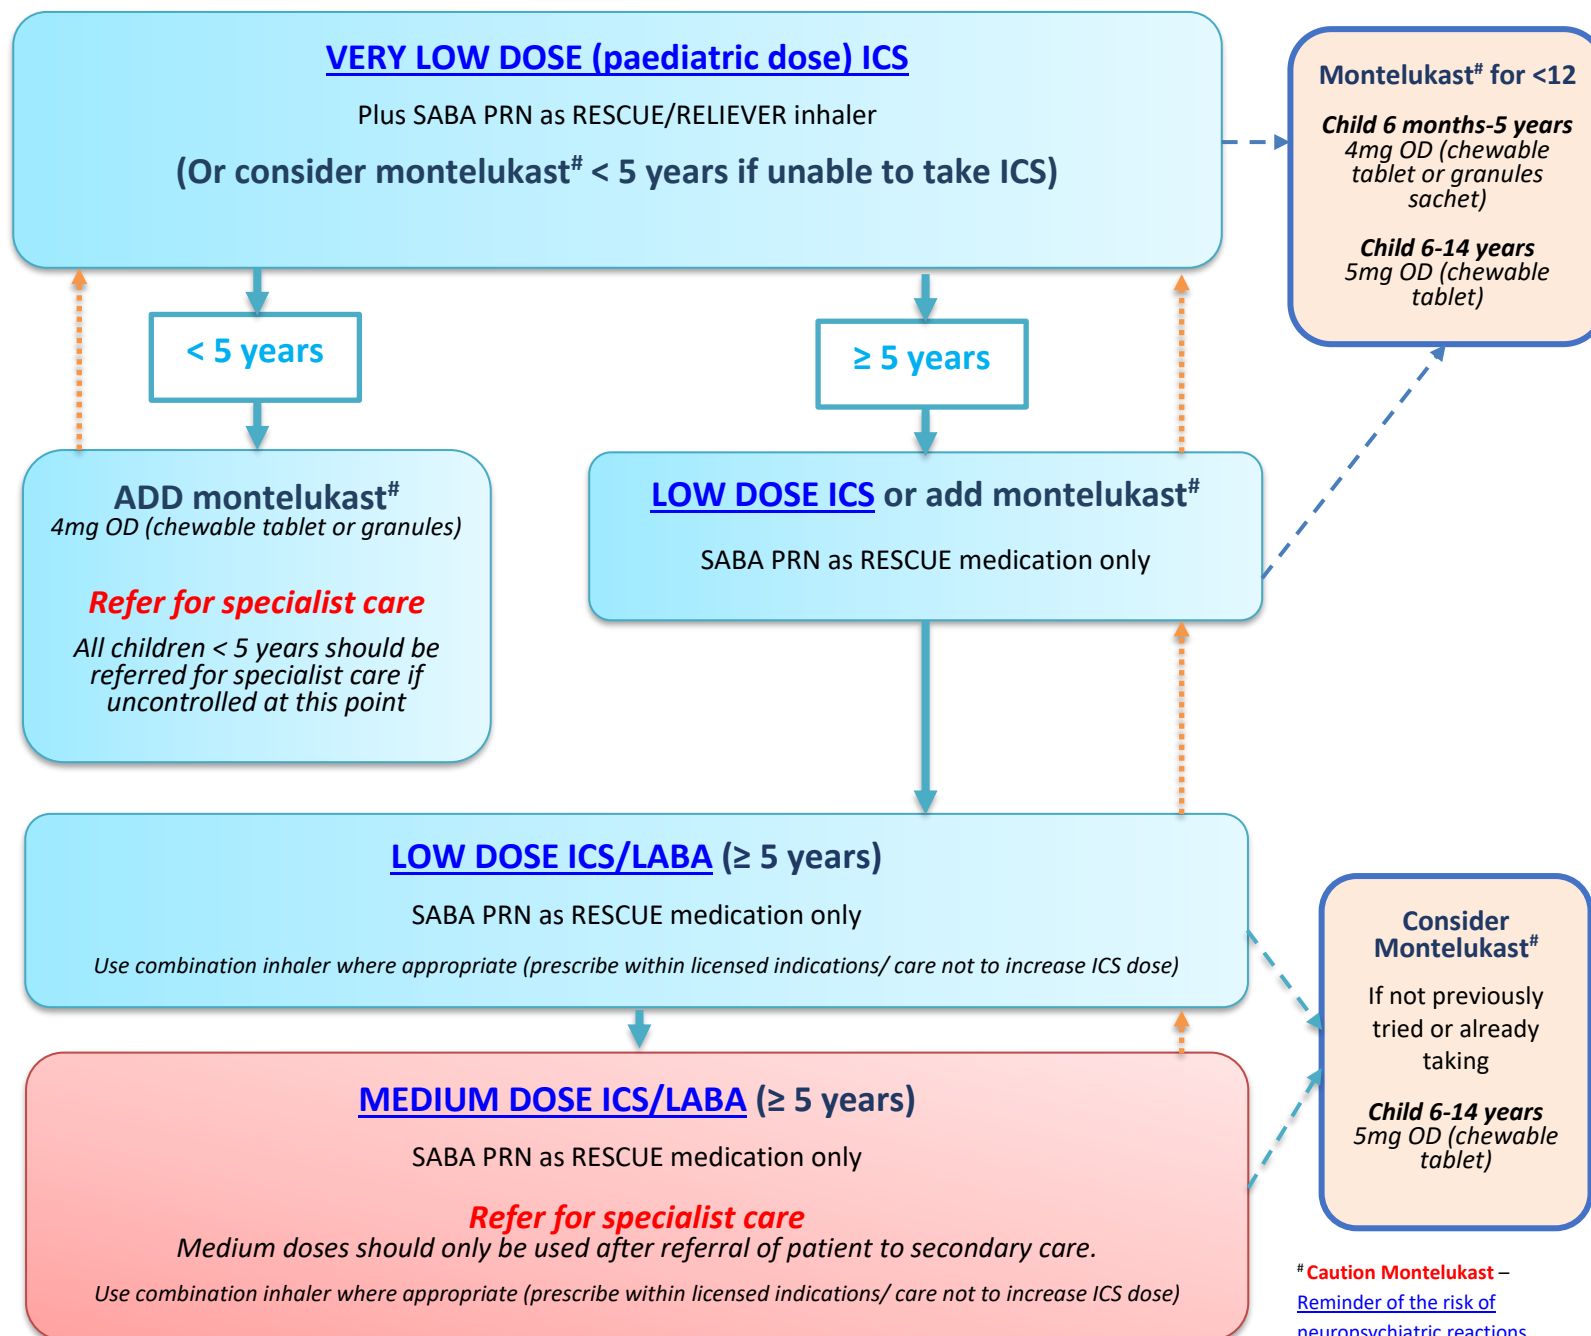 VERY LOW DOSE (paediatric dose) ICS
Plus SABA PRN as RESCUE/RELIEVER inhaler
(Or consider montelukast# < 5 years if unable to take ICS)
Montelukast# for <12
Child 6 months-5 years
4mg OD (chewable
tablet or granules
sachet)
Child 6-14 years
5mg OD (chewable
tablet)
< 5 years
≥ 5 years
ADD montelukast#
4mg OD (chewable tablet or granules)
Refer for specialist care
All children < 5 years should be
referred for specialist care if
uncontrolled at this point
LOW DOSE ICS or add montelukast#
SABA PRN as RESCUE medication only
LOW DOSE ICS/LABA (≥ 5 years)
SABA PRN as RESCUE medication only
Use combination inhaler where appropriate (prescribe within licensed indications/ care not to increase ICS dose)
Consider
Montelukast#
If not previously
tried or already
taking
Child 6-14 years
5mg OD (chewable
tablet)
MEDIUM DOSE ICS/LABA (≥ 5 years)
SABA PRN as RESCUE medication only
Refer for specialist care
Medium doses should only be used after referral of patient to secondary care.
Use combination inhaler where appropriate (prescribe within licensed indications/ care not to increase ICS dose)
# Caution Montelukast –
Reminder of the risk of
neuropsychiatric reactions